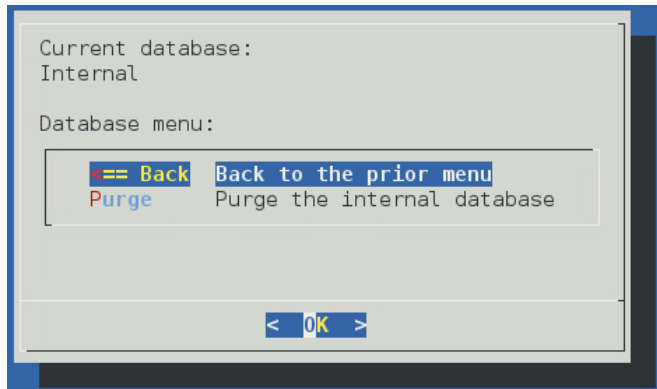 Current database:
Internal
Database menu:
<== Back Back to the prior menu
Purge Purge the internal database
< OK >